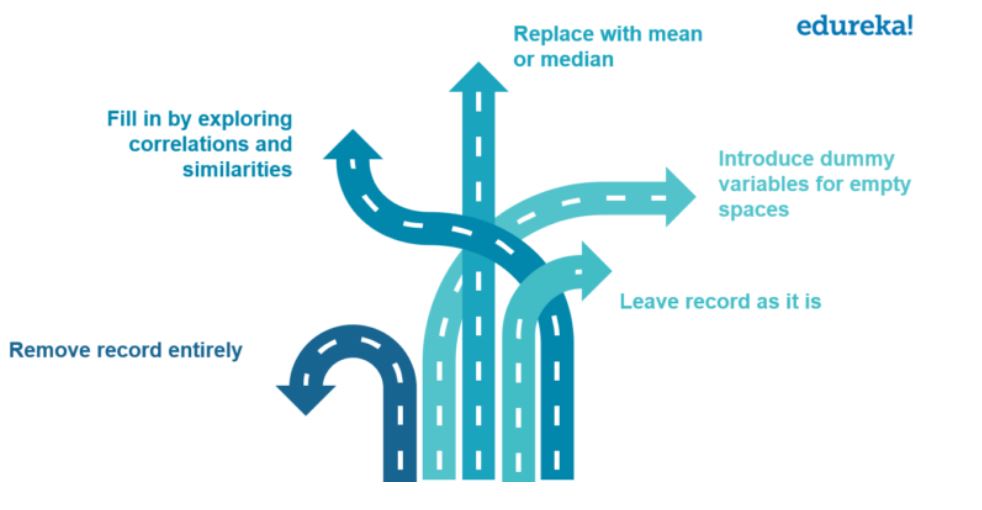 edureka!
Replace with mean
or median
Fill in by exploring
correlations and
similarities
Introduce dummy
variables for empty
spaces
Leave record as it is
Remove record entirely